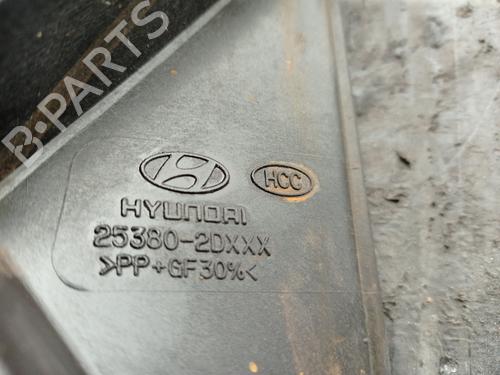 B-PARTS
HCC
HYUNDAI
25380-2DXXX
>PP+GF30%<